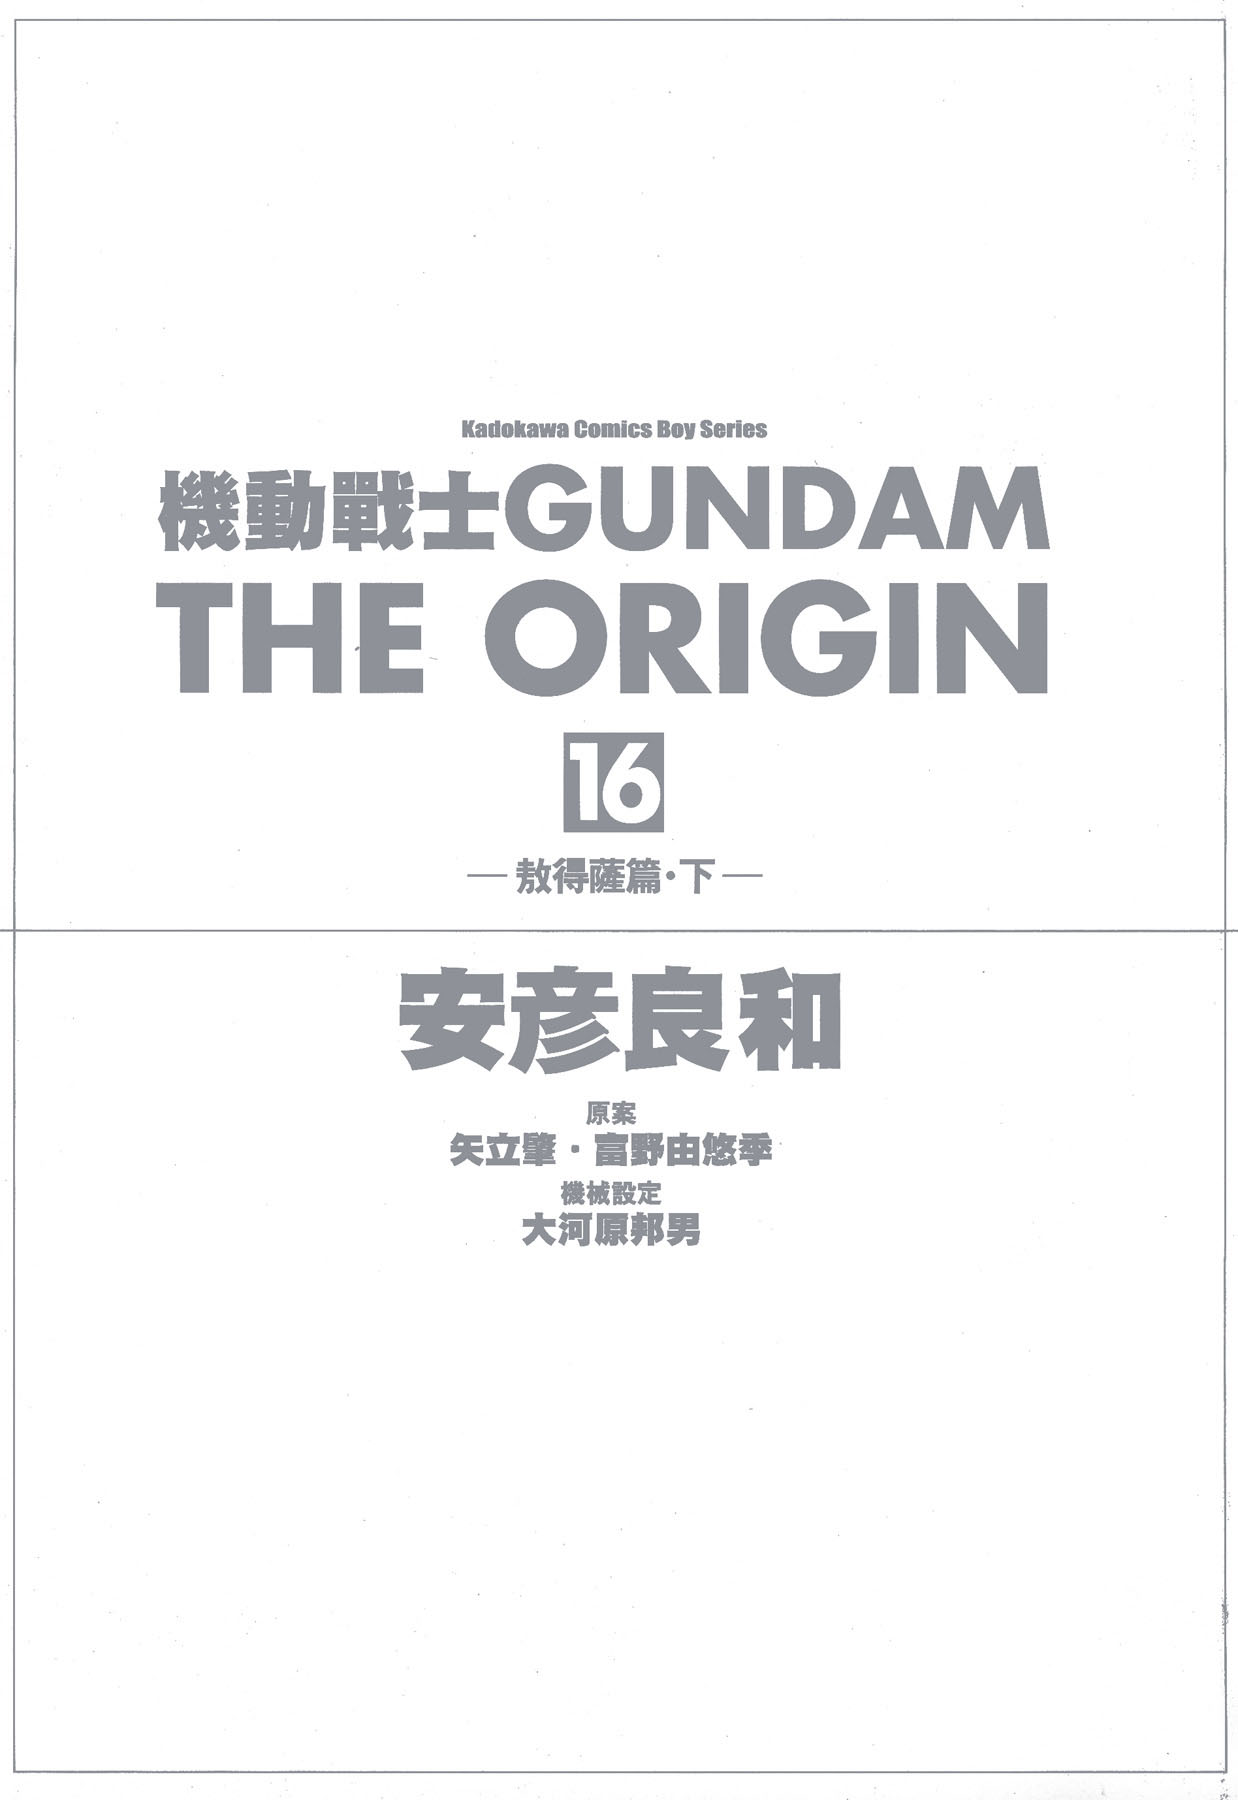 Kadokawa Comics Boy Series
機動戰士GUNDAM
THE ORIGIN
16
—敖得薩篇·下—
安彥良和
原案
矢立肇·富野由悠季
機械設定
大河原邦男